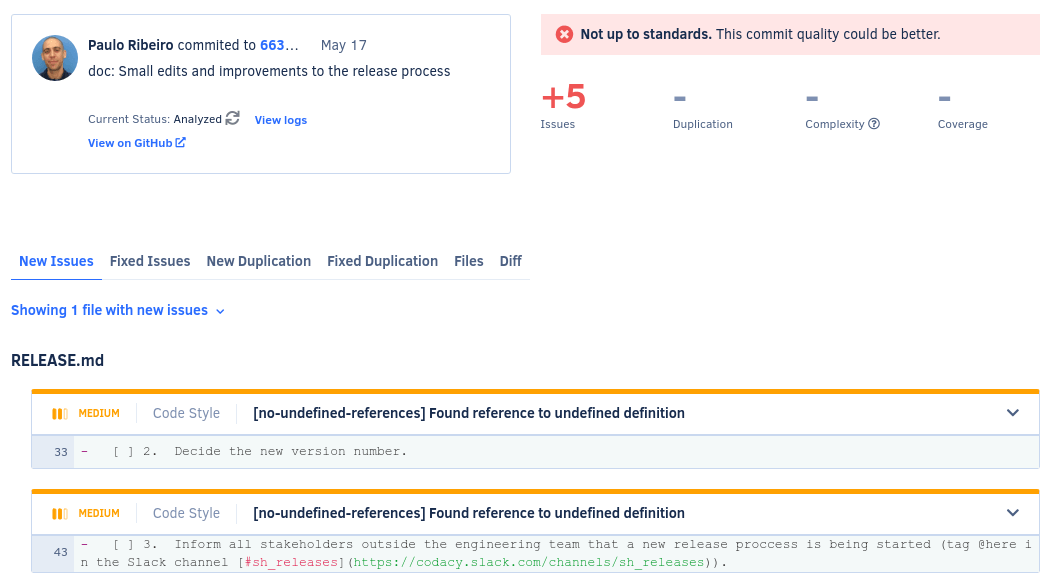 Paulo Ribeiro commited to 663... May 17
doc: Small edits and improvements to the release process
Current Status: Analyzed View logs
View on GitHub
Not up to standards. This commit quality could be better.
+5 - - -
Issues Duplication Complexity Coverage
New Issues Fixed Issues New Duplication Fixed Duplication Files Diff
Showing 1 file with new issues
RELEASE.md
MEDIUM Code Style [no-undefined-references] Found reference to undefined definition
33 - [ ] 2. Decide the new version number.
MEDIUM Code Style [no-undefined-references] Found reference to undefined definition
43 - [ ] 3. Inform all stakeholders outside the engineering team that a new release proccess is being started (tag @here i
n the Slack channel [#sh_releases](https://codacy.slack.com/channels/sh_releases)).